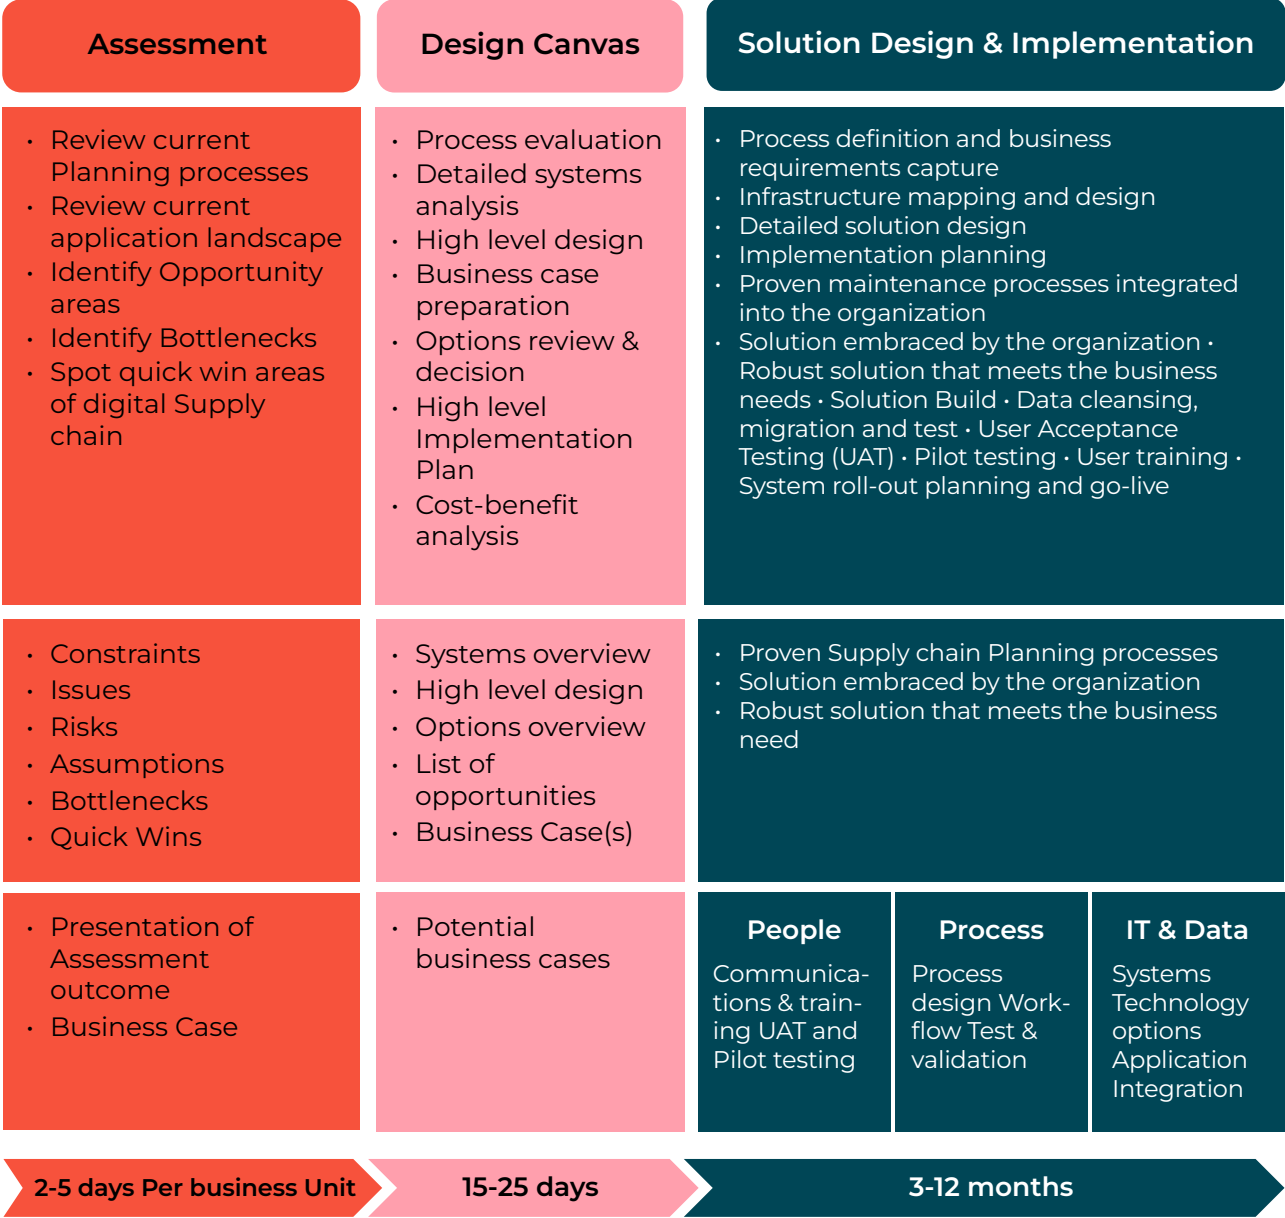 Assessment
Design Canvas
Solution Design & Implementation
• Review current
Planning processes
• Review current
application landscape
• Identify Opportunity
areas
• Identify Bottlenecks
• Spot quick win areas
of digital Supply
chain
• Process evaluation
• Detailed systems
analysis
• High level design
• Business case
preparation
• Options review &
decision
• High level
Implementation
Plan
• Cost-benefit
analysis
• Process definition and business
requirements capture
• Infrastructure mapping and design
• Detailed solution design
• Implementation planning
• Proven maintenance processes integrated
into the organization
• Solution embraced by the organization •
Robust solution that meets the business
needs • Solution Build • Data cleansing,
migration and test • User Acceptance
Testing (UAT) • Pilot testing • User training •
System roll-out planning and go-live
• Constraints
• Issues
• Risks
• Assumptions
• Bottlenecks
• Quick Wins
• Systems overview
• High level design
• Options overview
• List of
opportunities
• Business Case(s)
• Proven Supply chain Planning processes
• Solution embraced by the organization
• Robust solution that meets the business
need
• Presentation of
Assessment
outcome
• Business Case
• Potential
business cases
People
Communica-
tions & train-
ing UAT and
Pilot testing
Process
Process
design Work-
flow Test &
validation
IT & Data
Systems
Technology
options
Application
Integration
2-5 days Per business Unit
15-25 days
3-12 months